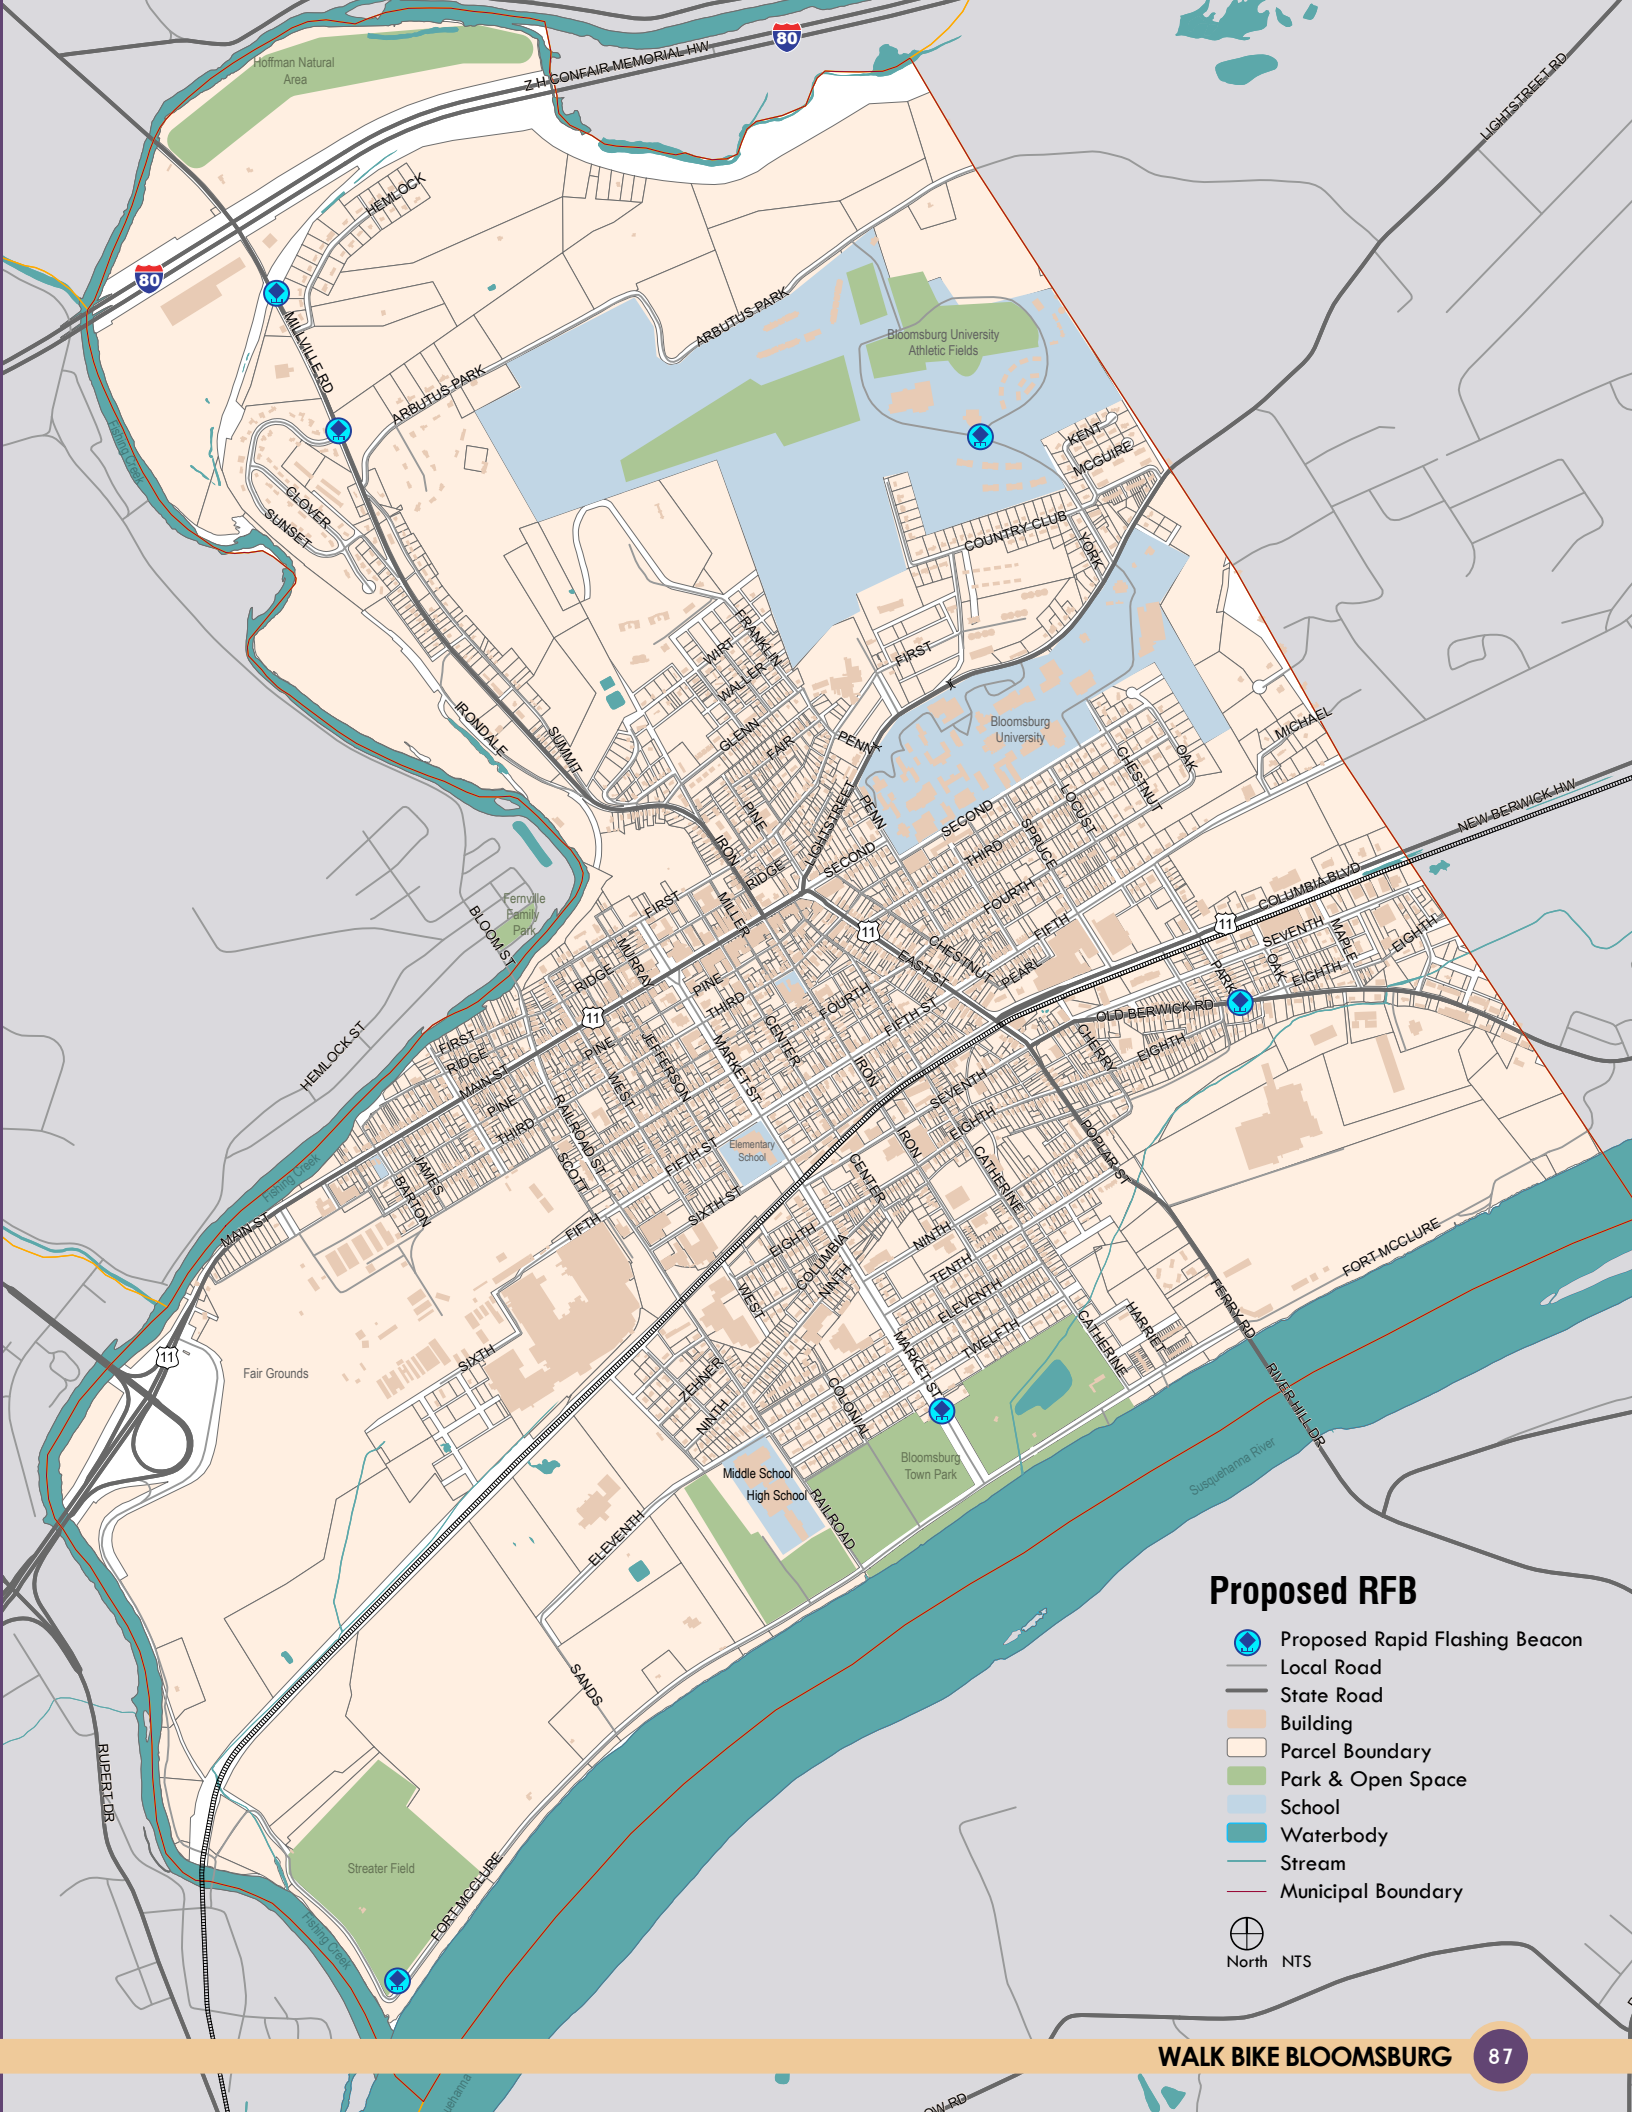 80
Z H CONFAIR MEMORIAL HW
Hoffman Natural
Area
LIGHTSTREET RD
HEMLOCK
80
MILLVILLE RD
ARBUTUS PARK
ARBUTUS PARK
Bloomsburg University
Athletic Fields
Fishing Creek
KENT
MCGUIRE
CLOVER
SUNSET
COUNTRY CLUB
YORK
FRANKLIN
WIRT
WALLER
FIRST
IRONDALE
SUMMIT
GLENN
FAIR
PENN
Bloomsburg
University
MICHAEL
OAK
CHESTNUT
LOCUST
NEW BERWICK HW
PINE
LIGHTSTREET
PENN
SECOND
SPRUCE
IRON
RIDGE
SECOND
THIRD
COLUMBIA BLVD
Fernville
Family
Park
BLOOM ST
FIRST
MILLER
FOURTH
FIFTH
11
11
SEVENTH
MAPLE
EIGHTH
MURRAY
CHESTNUT
EAST ST
PEARL
OAK
EIGHTH
PARK
RIDGE
PINE
THIRD
FOURTH
FIFTH ST
OLD BERWICK RD
11
HEMLOCK ST
FIRST
RIDGE
MAIN ST
PINE
JEFFERSON
MARKET ST
CENTER
IRON
CHERRY
EIGHTH
PINE
THIRD
WEST
RAILROAD ST
SEVENTH
EIGHTH
POPLAR ST
Elementary
School
FIFTH ST
SCOTT
JAMES
BARTON
Fishing Creek
MAIN ST
SIXTH ST
CENTER
IRON
CATHERINE
FIFTH
EIGHTH
COLUMBIA
NINTH
NINTH
TENTH
FORT MCCLURE
WEST
ELEVENTH
TWELFTH
FERRY RD
HARRIET
CATHERINE
11
Fair Grounds
SIXTH
ZEHNER
NINTH
COLONIAL
MARKET ST
RIVER HILL DR
Susquehanna River
Bloomsburg
Town Park
Middle School
High School
RAILROAD
ELEVENTH
SANDS
RUPERT DR
Streater Field
FORT MCCLURE
Fishing Creek
Proposed RFB
Proposed Rapid Flashing Beacon
Local Road
State Road
Building
Parcel Boundary
Park & Open Space
School
Waterbody
Stream
Municipal Boundary
North NTS
WALK BIKE BLOOMSBURG 87